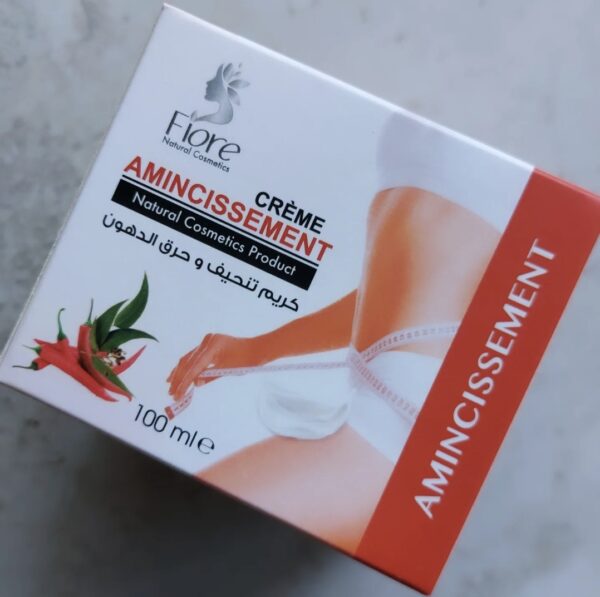 Fiore
Natural Cosmetics
CRÈME
AMINCISSEMENT
Natural Cosmetics Product
كريم تنحيف و حرق الدهون
100 ml e
AMINCISSEMENT